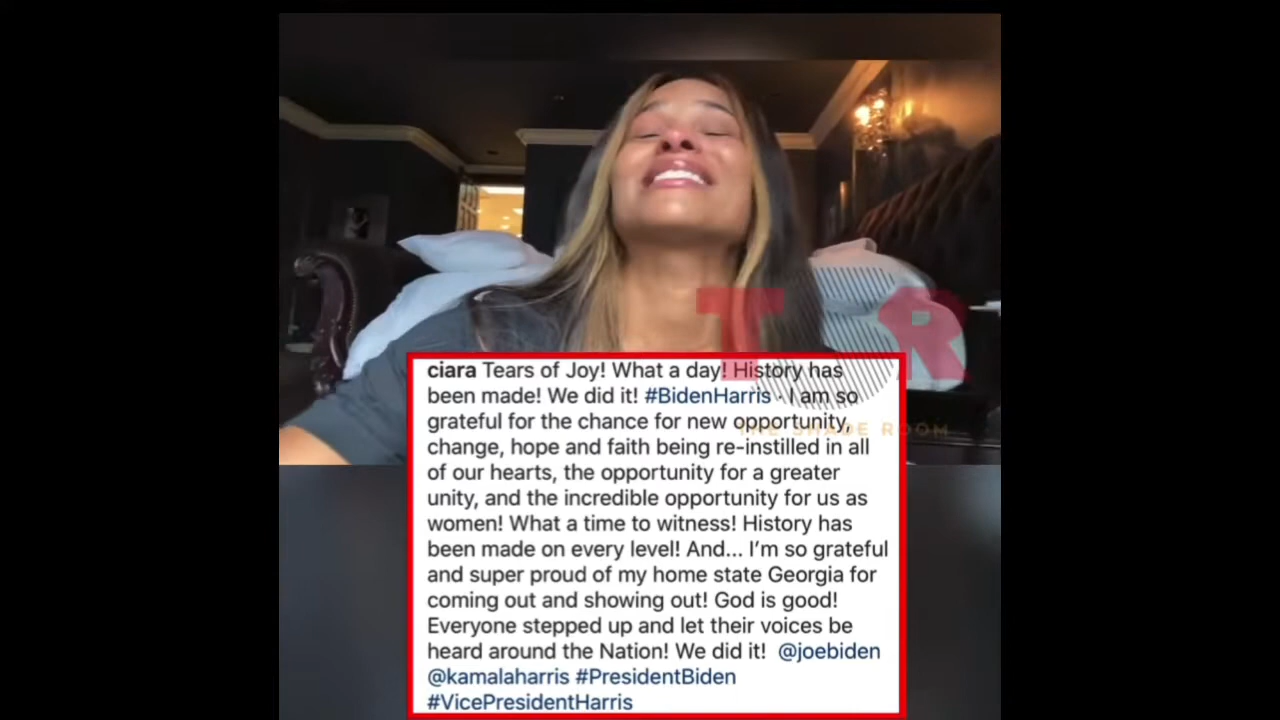 T R
THE SHADE ROOM
ciara Tears of Joy! What a day! History has
been made! We did it! #BidenHarris · I am so
grateful for the chance for new opportunity,
change, hope and faith being re-instilled in all
of our hearts, the opportunity for a greater
unity, and the incredible opportunity for us as
women! What a time to witness! History has
been made on every level! And... I'm so grateful
and super proud of my home state Georgia for
coming out and showing out! God is good!
Everyone stepped up and let their voices be
heard around the Nation! We did it! @joebiden
@kamalaharris #PresidentBiden
#VicePresidentHarris